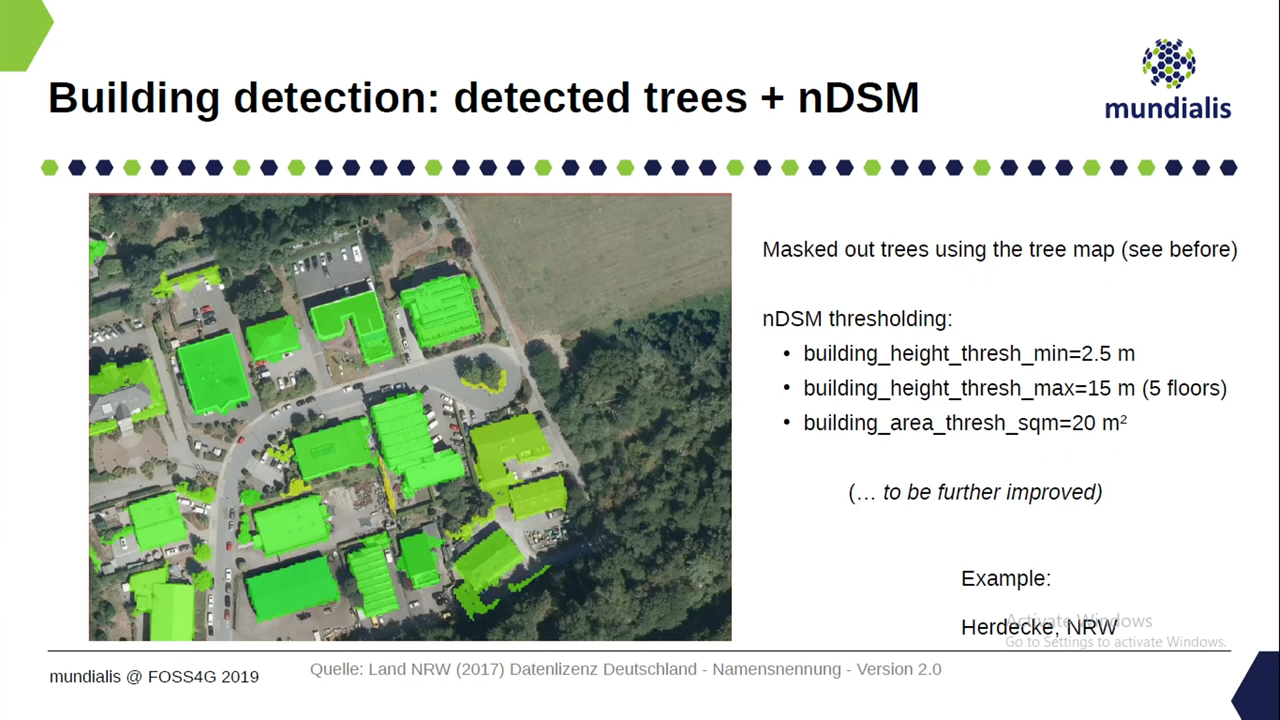 mundialis
Building detection: detected trees + nDSM
Masked out trees using the tree map (see before)
nDSM thresholding:
• building_height_thresh_min=2.5 m
• building_height_thresh_max=15 m (5 floors)
• building_area_thresh_sqm=20 m²
(… to be further improved)
Example:
Herdecke, NRW
Activate Windows
Go to Settings to activate Windows.
mundialis @ FOSS4G 2019
Quelle: Land NRW (2017) Datenlizenz Deutschland - Namensnennung - Version 2.0